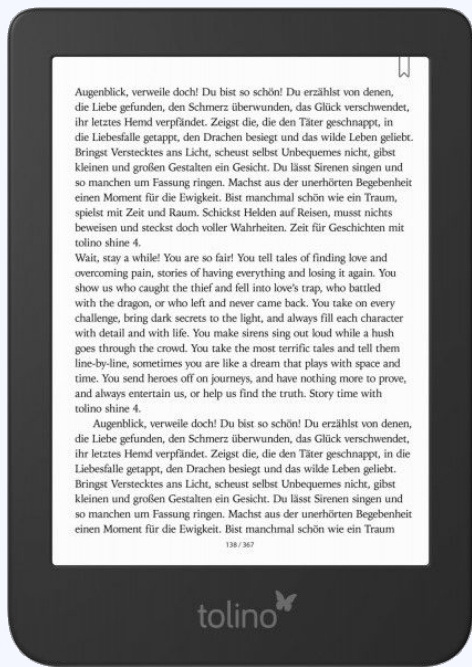 Augenblick, verweile doch! Du bist so schön! Du erzählst von denen,
die Liebe gefunden, den Schmerz überwunden, das Glück verschwendet,
ihr letztes Hemd verpfändet. Zeigst die, die den Täter geschnappt, in
die Liebesfalle getappt, den Drachen besiegt und das wilde Leben geliebt.
Bringst Verstecktes ans Licht, scheust selbst Unbequemes nicht, gibst
kleinen und großen Gestalten ein Gesicht. Du lässt Sirenen singen und
so manchen um Fassung ringen. Machst aus der unerhörten Begebenheit
einen Moment für die Ewigkeit. Bist manchmal schön wie ein Traum,
spielst mit Zeit und Raum. Schickst Helden auf Reisen, musst nichts
beweisen und steckst doch voller Wahrheiten. Zeit für Geschichten mit
tolino shine 4.
Wait, stay a while! You are so fair! You tell tales of finding love and
overcoming pain, stories of having everything and losing it again. You
show us who caught the thief and fell into love's trap, who battled
with the dragon, or who left and never came back. You take on every
challenge, bring dark secrets to the light, and always fill each character
with detail and with life. You make sirens sing out loud while a hush
goes through the crowd. You take the most terrific tales and tell them
line-by-line, sometimes you are like a dream that plays with space and
time. You send heroes off on journeys, and have nothing more to prove,
and always entertain us, or help us find the truth. Story time with
tolino shine 4.
Augenblick, verweile doch! Du bist so schön! Du erzählst von denen,
die Liebe gefunden, den Schmerz überwunden, das Glück verschwendet,
ihr letztes Hemd verpfändet. Zeigst die, die den Täter geschnappt, in die
Liebesfalle getappt, den Drachen besiegt und das wilde Leben geliebt.
Bringst Verstecktes ans Licht, scheust selbst Unbequemes nicht, gibst
kleinen und großen Gestalten ein Gesicht. Du lässt Sirenen singen und
so manchen um Fassung ringen. Machst aus der unerhörten Begebenheit
einen Moment für die Ewigkeit. Bist manchmal schön wie ein Traum
138 / 367
tolino